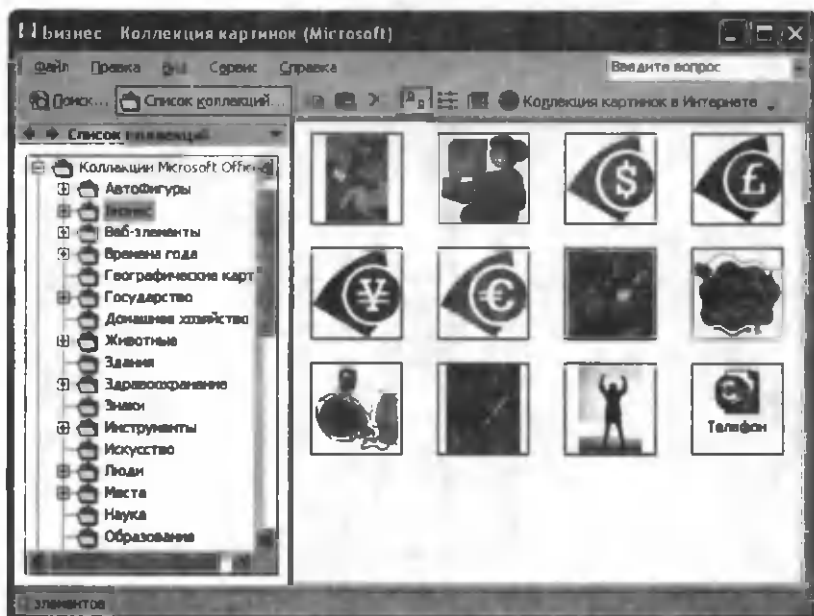 Бизнес Коллекция картинок (Microsoft)
Файл Правка Вид Сервис Справка Введите вопрос
Поиск... Список коллекций... Коллекция картинок в Интернете
Список коллекций
Коллекции Microsoft Offic
АвтоФигуры
Бизнес
Веб-элементы
Времена года
Географические карт
Государство
Домашнее хозяйство
Животные
Здания
Здравоохранение
Знаки
Инструменты
Искусство
Люди
Места
Наука
Образование
$ £
¥ €
Телефон
элементов